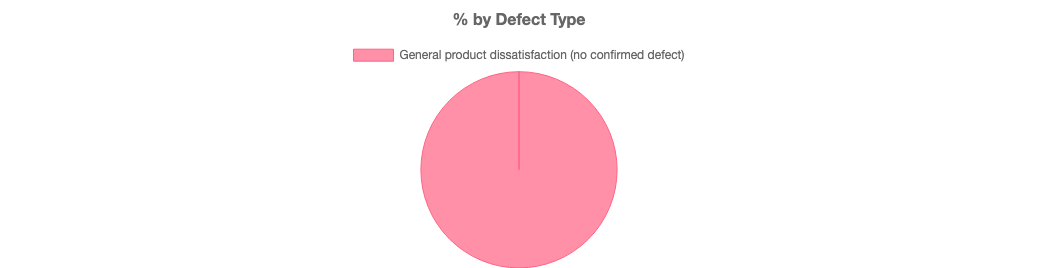 % by Defect Type
General product dissatisfaction (no confirmed defect)